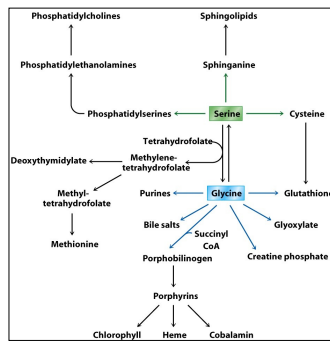 Phosphatidylcholines
Sphingolipids
Phosphatidylethanolamines
Sphinganine
Phosphatidylserines
Serine
Cysteine
Tetrahydrofolate
Deoxythymidylate
Methylene-
tetrahydrofolate
Methyl-
tetrahydrofolate
Purines
Glycine
Glutathione
Bile salts
Succinyl
CoA
Glyoxylate
Methionine
Porphobilinogen
Creatine phosphate
Porphyrins
Chlorophyll
Heme
Cobalamin